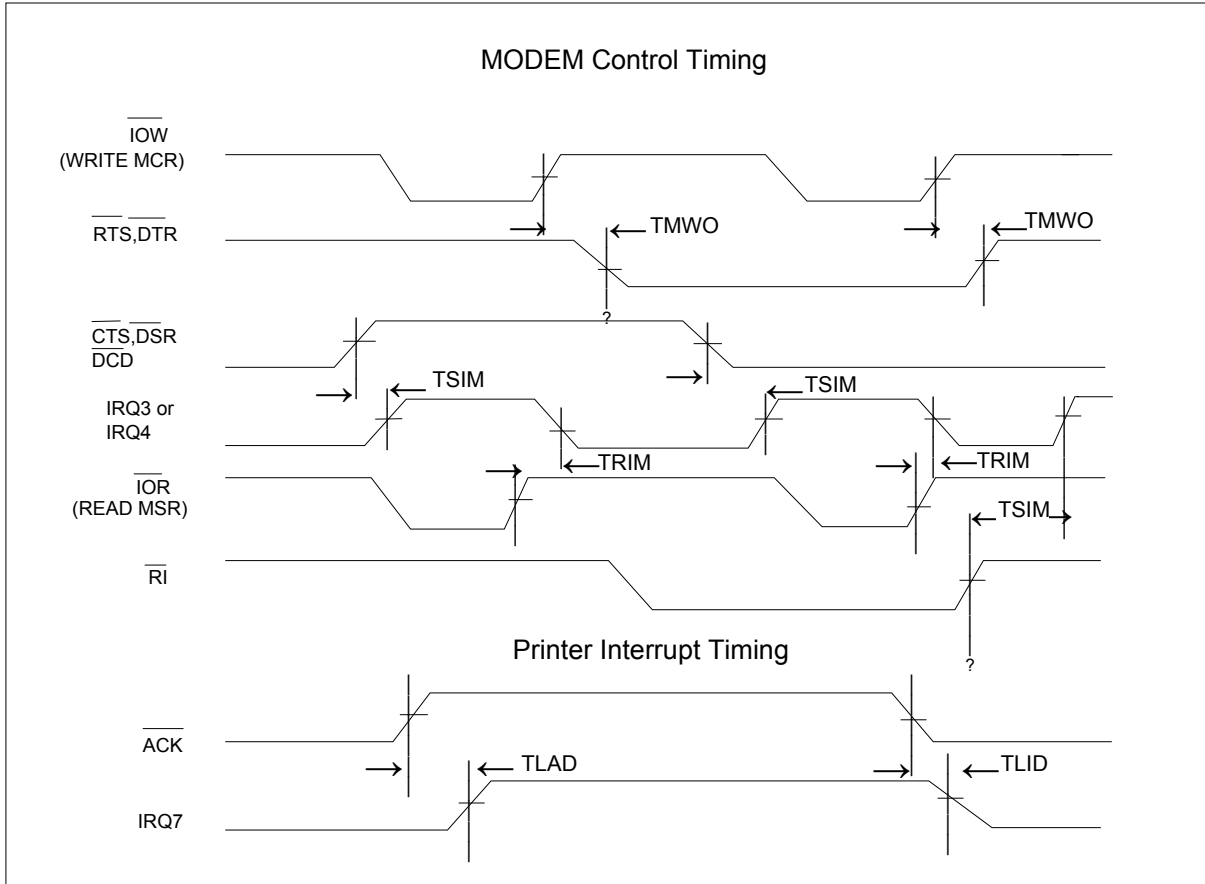 MODEM Control Timing
IOW
(WRITE MCR)
RTS,DTR
TMWO
TMWO
?
CTS,DSR
DCD
TSIM
TSIM
IRQ3 or
IRQ4
TRIM
TRIM
IOR
(READ MSR)
TSIM
RI
?
Printer Interrupt Timing
ACK
TLAD
TLID
IRQ7